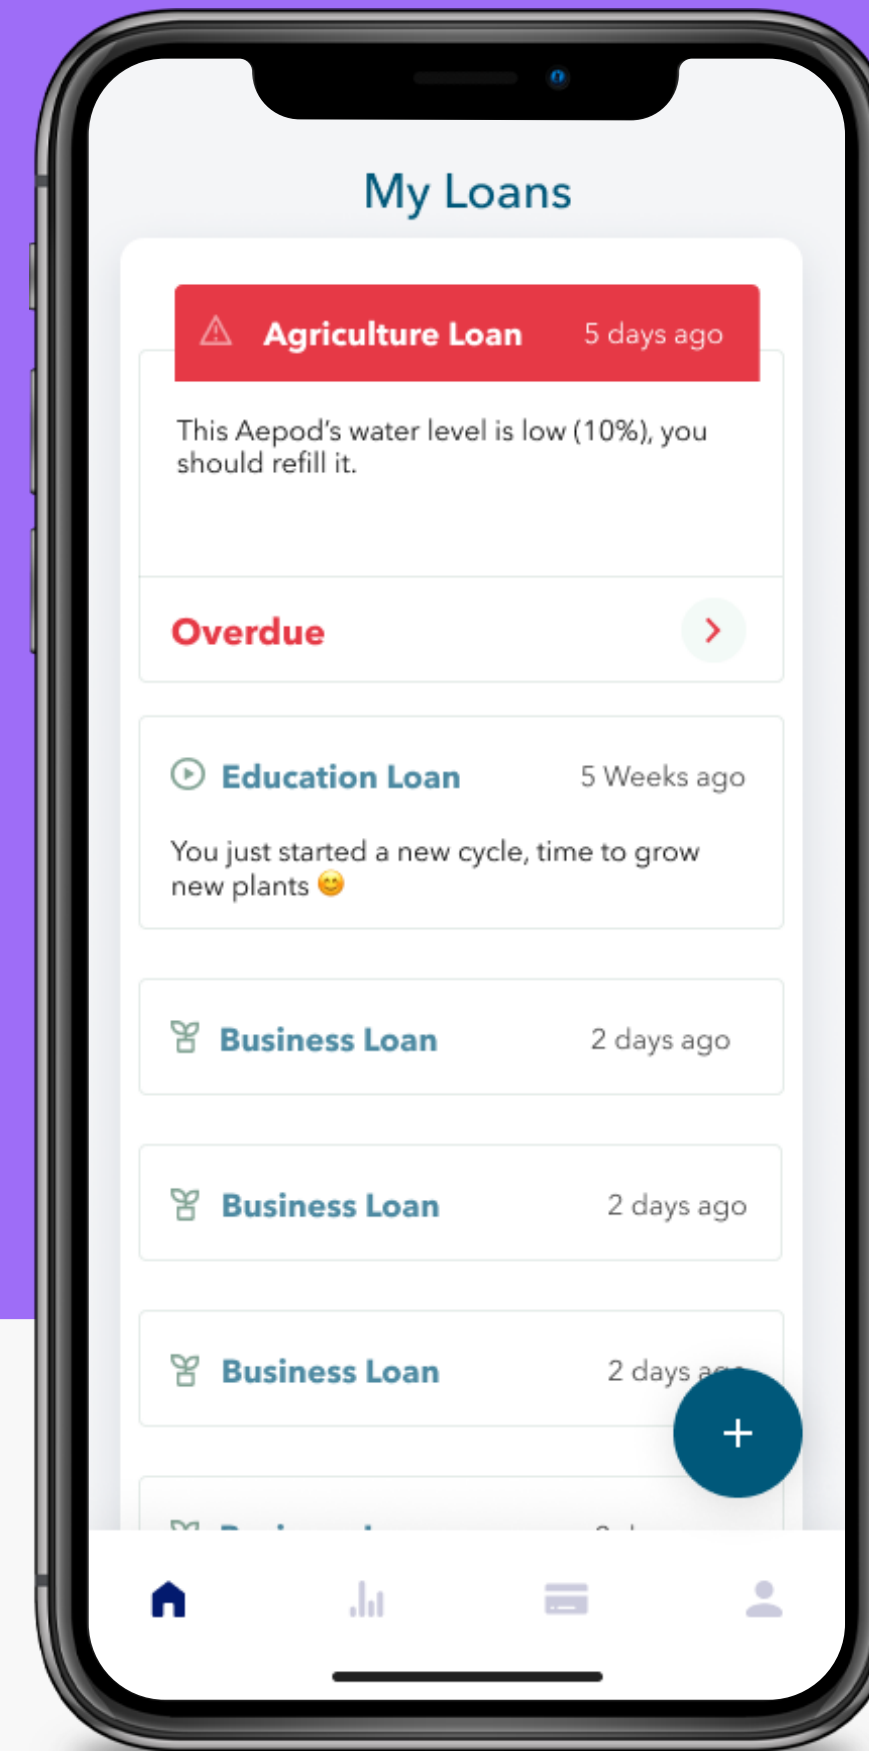 My Loans
Agriculture Loan 5 days ago
This Aepod's water level is low (10%), you
should refill it.
Overdue
Education Loan 5 Weeks ago
You just started a new cycle, time to grow
new plants 😊
Business Loan 2 days ago
Business Loan 2 days ago
Business Loan 2 days
+